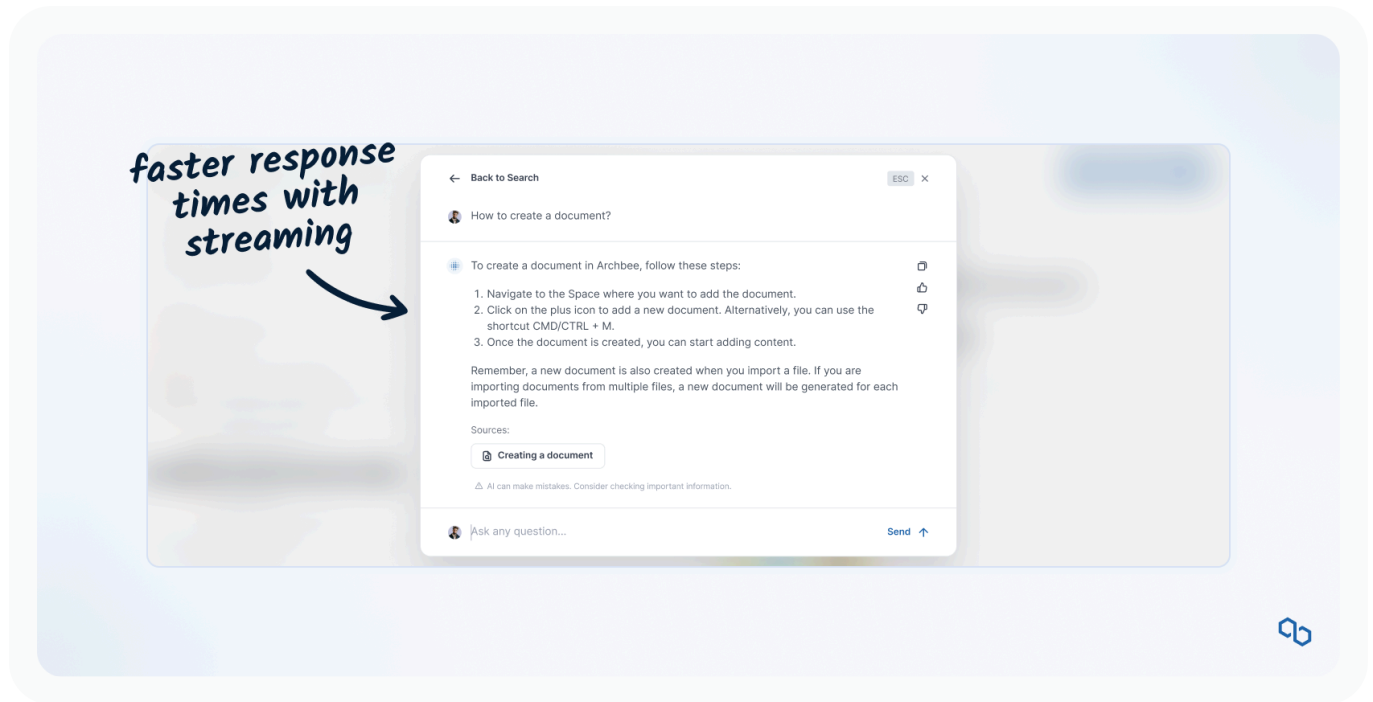 faster response
times with
streaming
Back to Search
ESC
How to create a document?
To create a document in Archbee, follow these steps:
1. Navigate to the Space where you want to add the document.
2. Click on the plus icon to add a new document. Alternatively, you can use the
shortcut CMD/CTRL + M.
3. Once the document is created, you can start adding content.
Remember, a new document is also created when you import a file. If you are
importing documents from multiple files, a new document will be generated for each
imported file.
Sources:
Creating a document
AI can make mistakes. Consider checking important information.
Ask any question...
Send